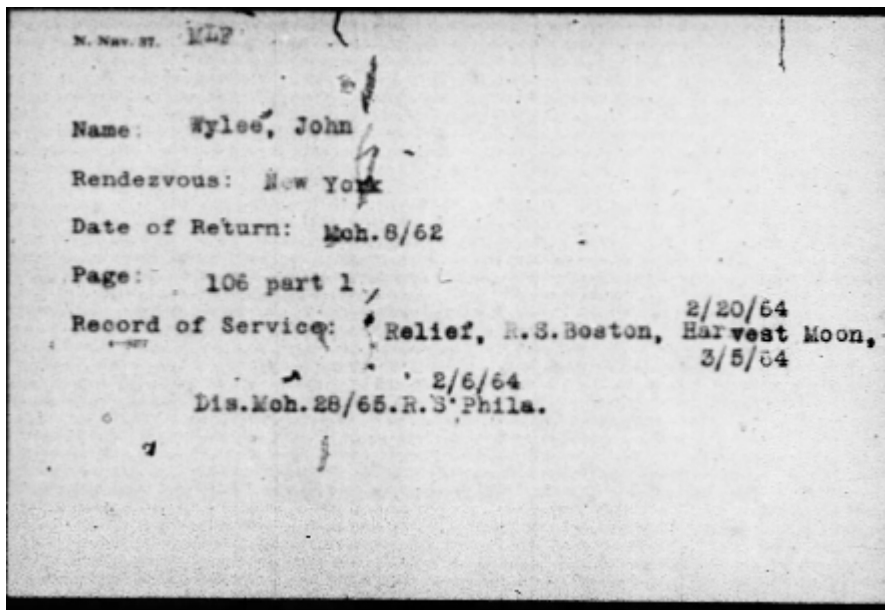 N. Nav. 37. MLF
Name: Wylee, John
Rendezvous: New York
Date of Return: Mch.8/62
Page: 106 part 1
2/20/64
Record of Service: Relief, R.S.Boston, Harvest Moon,
3/5/64
2/6/64
Dis.Mch.28/65.R.S.Phila.